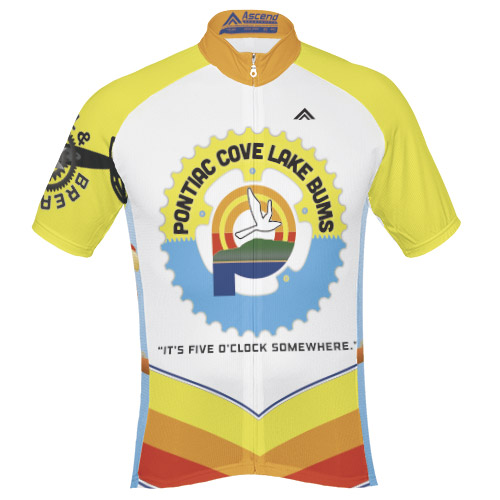 Ascend
PONTIAC COVE LAKE BUMS
P
"IT'S FIVE O'CLOCK SOMEWHERE."
&